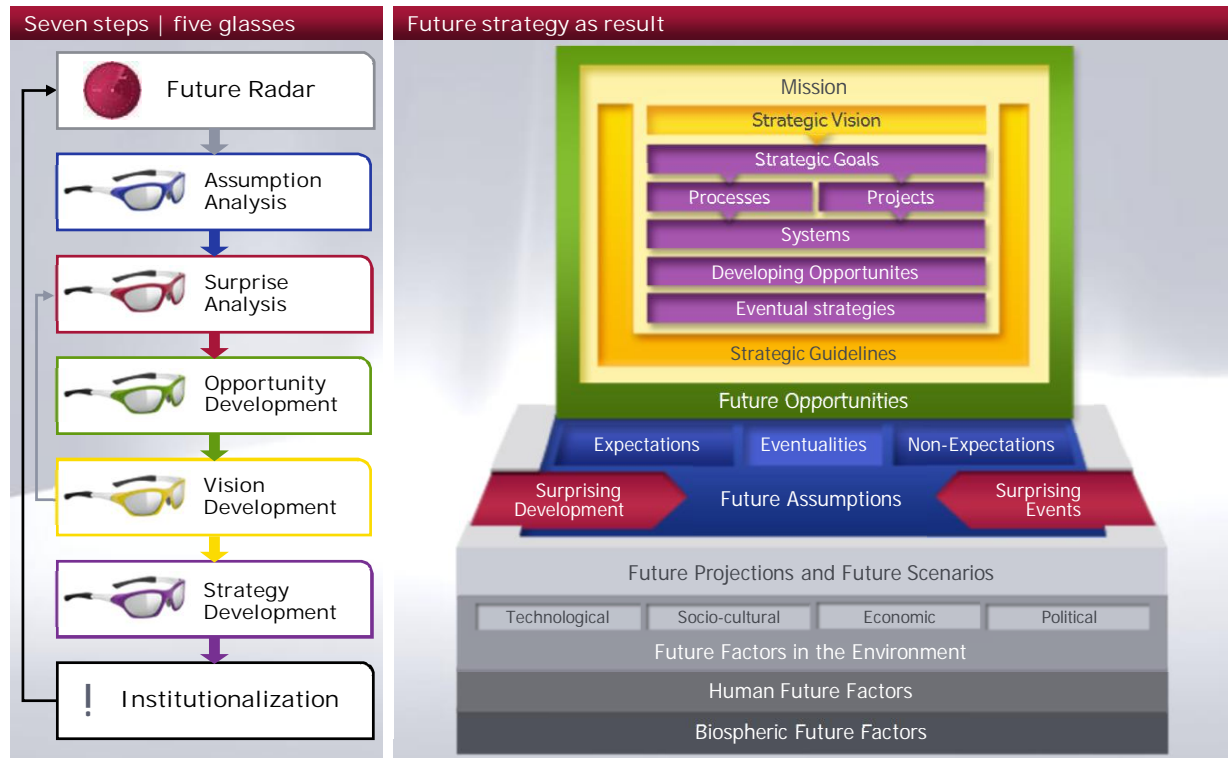 Seven steps | five glasses
Future Radar
Assumption
Analysis
Surprise
Analysis
Opportunity
Development
Vision
Development
Strategy
Development
! Institutionalization
Future strategy as result
Mission
Strategic Vision
Strategic Goals
Processes
Projects
Systems
Developing Opportunites
Eventual strategies
Strategic Guidelines
Future Opportunities
Expectations
Eventualities
Non-Expectations
Surprising
Development
Future Assumptions
Surprising
Events
Future Projections and Future Scenarios
Technological
Socio-cultural
Economic
Political
Future Factors in the Environment
Human Future Factors
Biospheric Future Factors